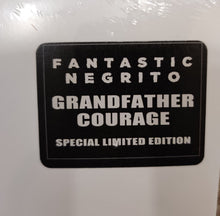 FANTASTIC
NEGRITO
GRANDFATHER
COURAGE
SPECIAL LIMITED EDITION